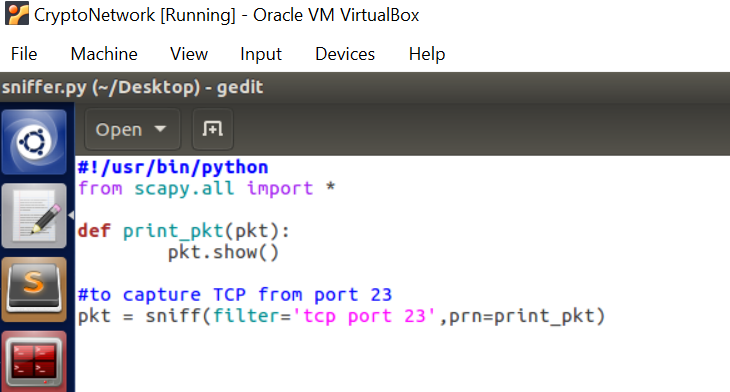 CryptoNetwork [Running] - Oracle VM VirtualBox
File Machine View Input Devices Help
sniffer.py (~/Desktop) - gedit
Open
#!/usr/bin/python
from scapy.all import *
def print_pkt(pkt):
        pkt.show()
#to capture TCP from port 23
pkt = sniff(filter='tcp port 23',prn=print_pkt)